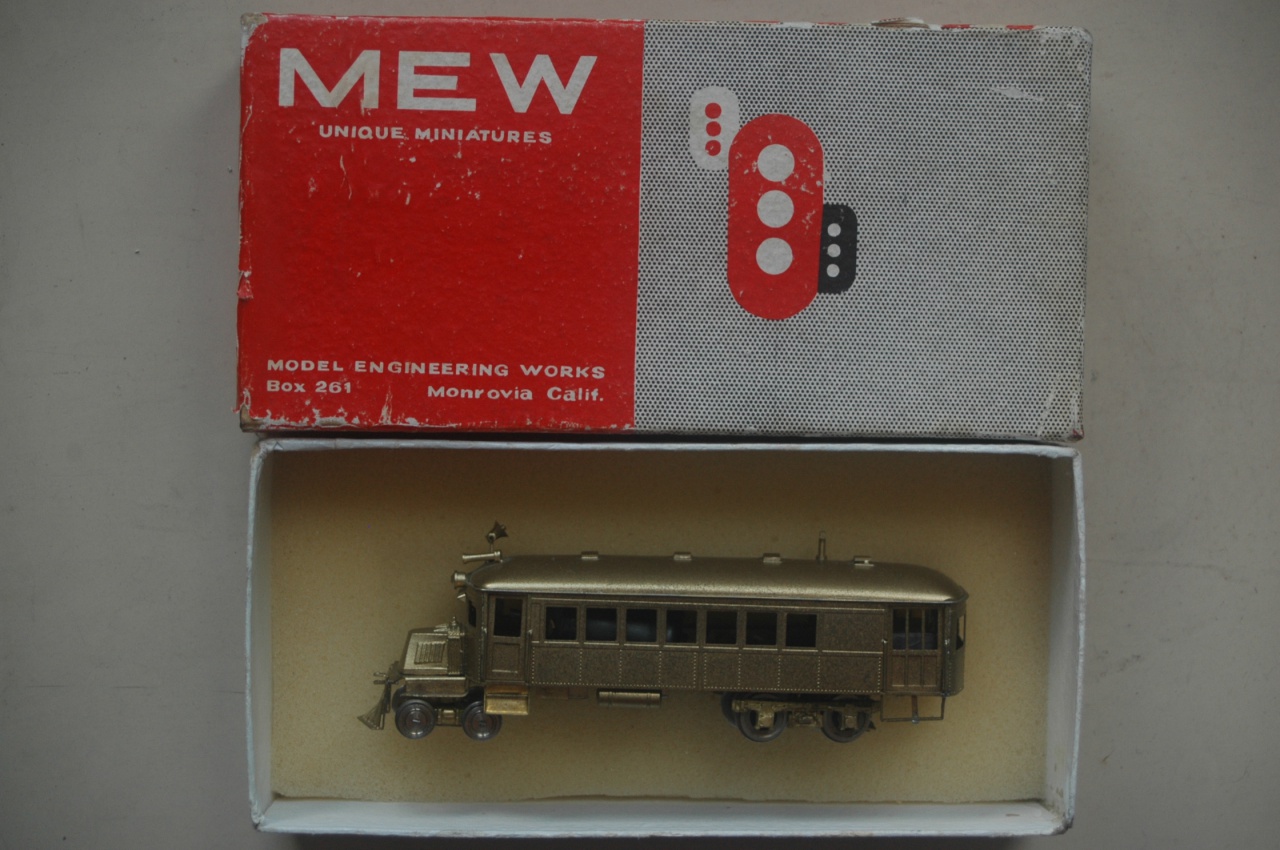 MEW
UNIQUE MINIATURES
MODEL ENGINEERING WORKS
Box 261 Monrovia Calif.